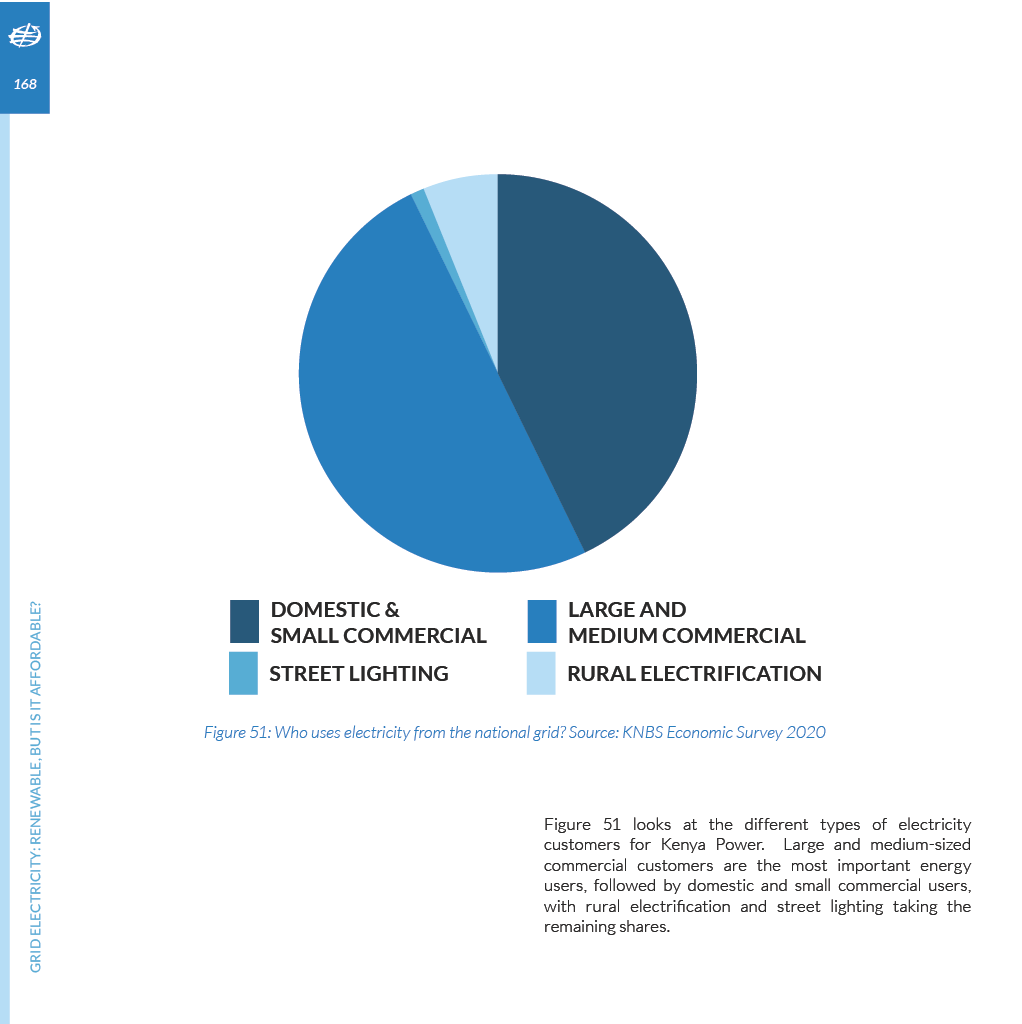 168
DOMESTIC &
SMALL COMMERCIAL
LARGE AND
MEDIUM COMMERCIAL
STREET LIGHTING
RURAL ELECTRIFICATION
Figure 51: Who uses electricity from the national grid? Source: KNBS Economic Survey 2020
GRID ELECTRICITY: RENEWABLE, BUT IS IT AFFORDABLE?
Figure 51 looks at the different types of electricity
customers for Kenya Power. Large and medium-sized
commercial customers are the most important energy
users, followed by domestic and small commercial users,
with rural electrification and street lighting taking the
remaining shares.